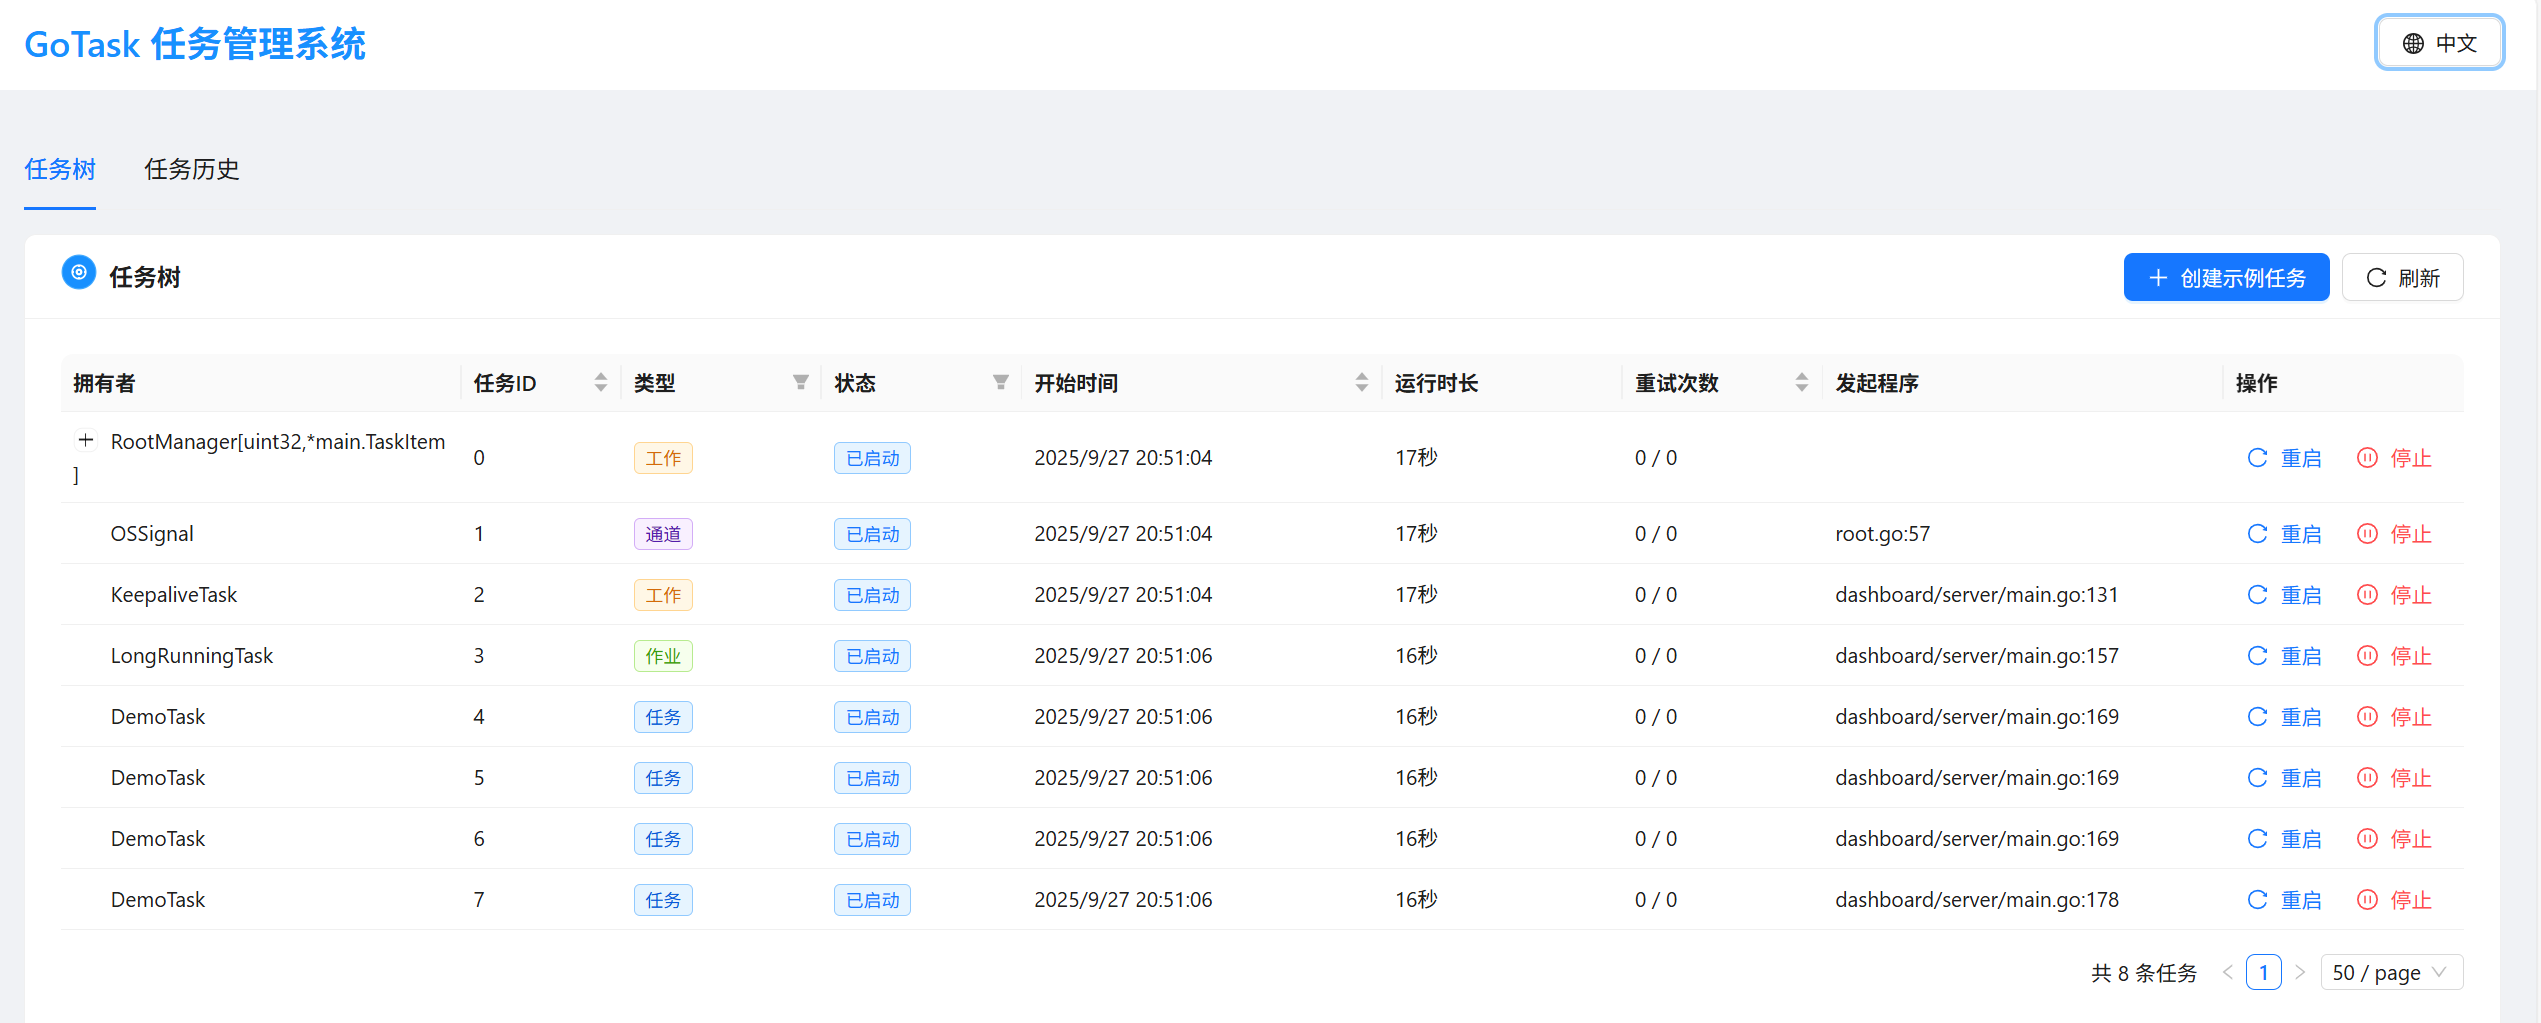 GoTask 任务管理系统
中文
任务树 任务历史
任务树
创建示例任务 刷新
拥有者 任务ID 类型 状态 开始时间 运行时长 重试次数 发起程序 操作
RootManager[uint32,*main.TaskItem
] 0 工作 已启动 2025/9/27 20:51:04 17秒 0 / 0 重启 停止
OSSignal 1 通道 已启动 2025/9/27 20:51:04 17秒 0 / 0 root.go:57 重启 停止
KeepaliveTask 2 工作 已启动 2025/9/27 20:51:04 17秒 0 / 0 dashboard/server/main.go:131 重启 停止
LongRunningTask 3 作业 已启动 2025/9/27 20:51:06 16秒 0 / 0 dashboard/server/main.go:157 重启 停止
DemoTask 4 任务 已启动 2025/9/27 20:51:06 16秒 0 / 0 dashboard/server/main.go:169 重启 停止
DemoTask 5 任务 已启动 2025/9/27 20:51:06 16秒 0 / 0 dashboard/server/main.go:169 重启 停止
DemoTask 6 任务 已启动 2025/9/27 20:51:06 16秒 0 / 0 dashboard/server/main.go:169 重启 停止
DemoTask 7 任务 已启动 2025/9/27 20:51:06 16秒 0 / 0 dashboard/server/main.go:178 重启 停止
共 8 条任务 < 1 > 50 / page